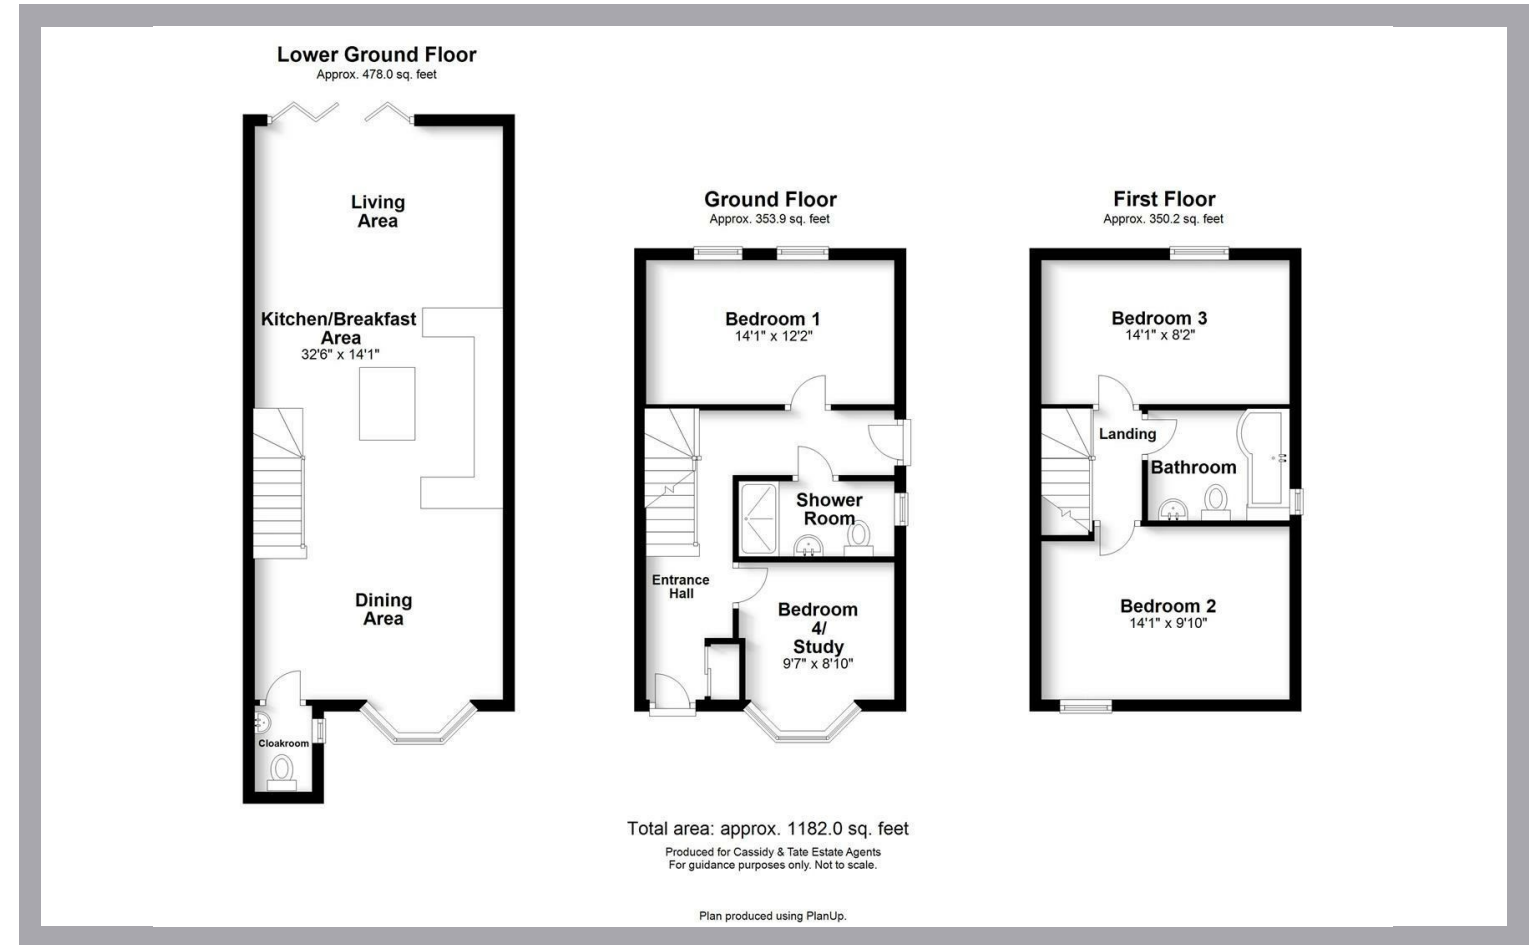 Lower Ground Floor
Approx. 478.0 sq. feet
Living
Area
Kitchen/Breakfast
Area
32'6" x 14'1"
Dining
Area
Cloakroom
Ground Floor
Approx. 353.9 sq. feet
Bedroom 1
14'1" x 12'2"
Shower
Room
Entrance
Hall
Bedroom
4/
Study
9'7" x 8'10"
First Floor
Approx. 350.2 sq. feet
Bedroom 3
14'1" x 8'2"
Landing
Bathroom
Bedroom 2
14'1" x 9'10"
Total area: approx. 1182.0 sq. feet
Produced for Cassidy & Tate Estate Agents
For guidance purposes only. Not to scale.
Plan produced using PlanUp.